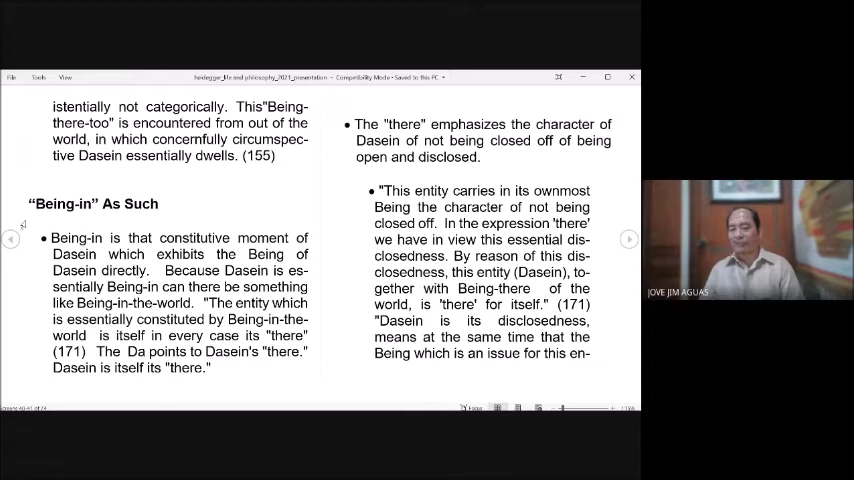 File Tools View
heidegger_life and philosophy_2021_presentation - Compatibility Mode • Saved to this PC
istentially not categorically. This"Being-
there-too" is encountered from out of the
world, in which concernfully circumspec-
tive Dasein essentially dwells. (155)
“Being-in” As Such
• Being-in is that constitutive moment of
Dasein which exhibits the Being of
Dasein directly. Because Dasein is es-
sentially Being-in can there be something
like Being-in-the-world. "The entity which
is essentially constituted by Being-in-the-
world is itself in every case its "there"
(171) The Da points to Dasein's "there."
Dasein is itself its "there."
• The "there" emphasizes the character of
Dasein of not being closed off of being
open and disclosed.
• "This entity carries in its ownmost
Being the character of not being
closed off. In the expression 'there'
we have in view this essential dis-
closedness. By reason of this dis-
closedness, this entity (Dasein), to-
gether with Being-there of the
world, is 'there' for itself." (171)
"Dasein is its disclosedness,
means at the same time that the
Being which is an issue for this en-
JOVE JIM AGUAS
Screens 40-41 of
Focus